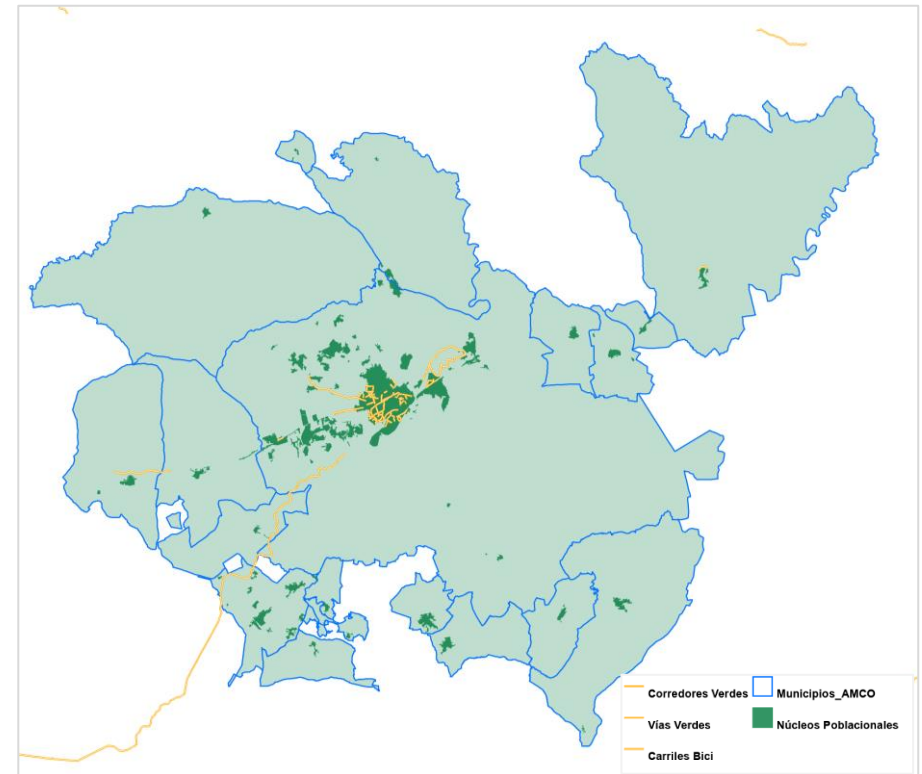 Corredores Verdes
Municipios_AMCO
Vías Verdes
Núcleos Poblacionales
Carriles Bici